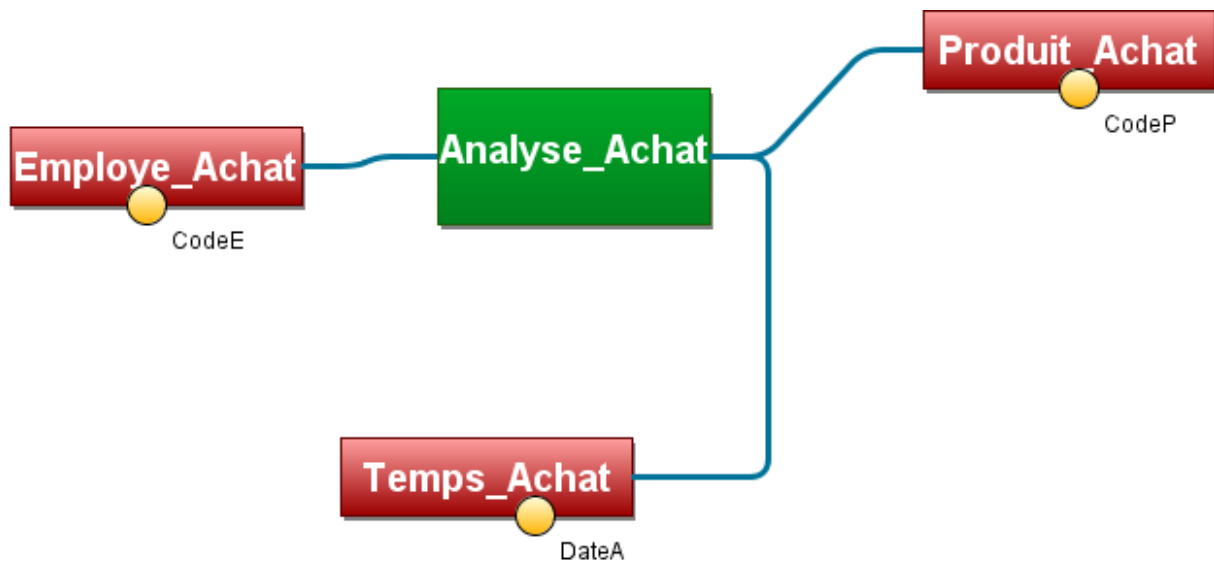 Produit_Achat
CodeP
Analyse_Achat
Employe_Achat
CodeE
Temps_Achat
DateA